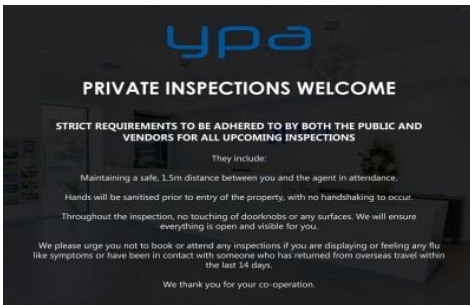 ypa
PRIVATE INSPECTIONS WELCOME
STRICT REQUIREMENTS TO BE ADHERED TO BY BOTH THE PUBLIC AND
VENDORS FOR ALL UPCOMING INSPECTIONS
They include:
Maintaining a safe, 1.5m distance between you and the agent in attendance.
Hands will be sanitised prior to entry of the property, with no handshaking to occur.
Throughout the inspection, no touching of doorknobs or any surfaces. We will ensure
everything is open and visible for you.
We please urge you not to book or attend any inspections if you are displaying or feeling any flu
like symptoms or have been in contact with someone who has returned from overseas travel within
the last 14 days.
We thank you for your co-operation.